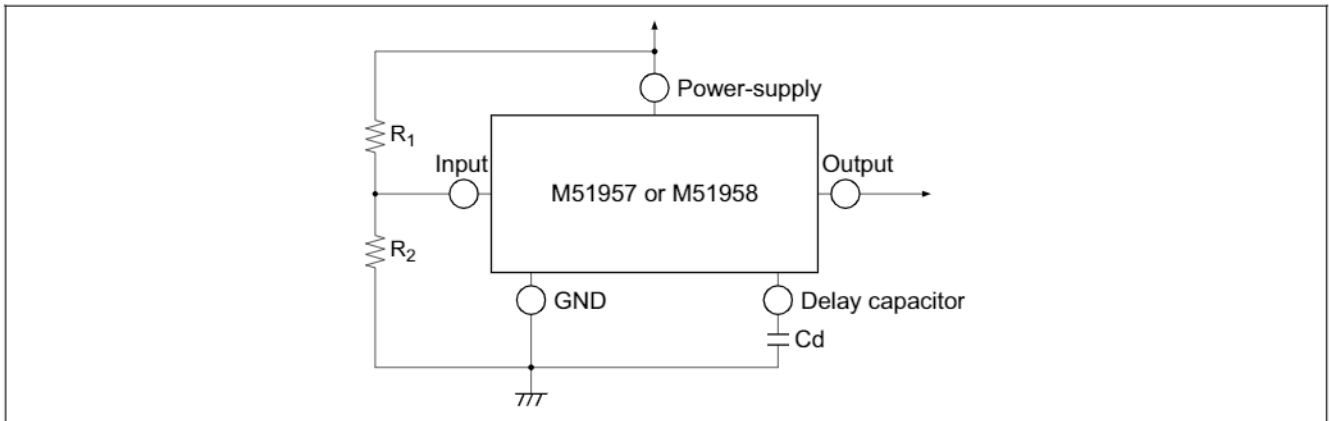 Power-supply
R1
Input
Output
M51957 or M51958
R2
GND
Delay capacitor
Cd